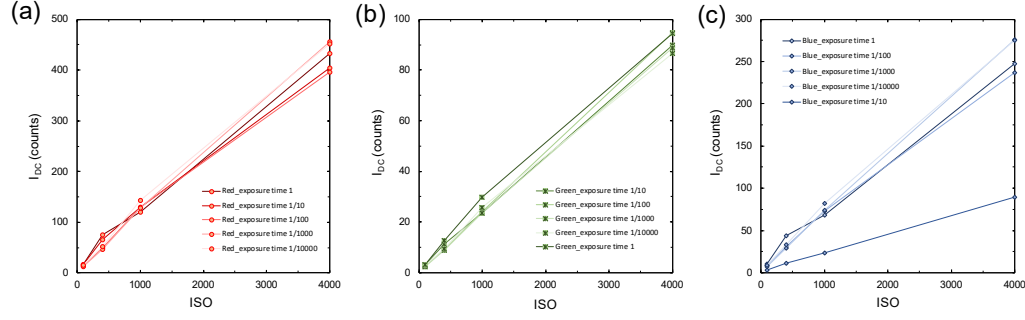 (a)
500
400
300
200
100
0
0
1000
2000
3000
4000
I_DC (counts)
ISO
Red_exposure time 1
Red_exposure time 1/10
Red_exposure time 1/100
Red_exposure time 1/1000
Red_exposure time 1/10000
(b)
100
80
60
40
20
0
0
1000
2000
3000
4000
I_DC (counts)
ISO
Green_exposure time 1/10
Green_exposure time 1/100
Green_exposure time 1/1000
Green_exposure time 1/10000
Green_exposure time 1
(c)
300
250
200
150
100
50
0
0
1000
2000
3000
4000
I_DC (counts)
ISO
Blue_exposure time 1
Blue_exposure time 1/100
Blue_exposure time 1/1000
Blue_exposure time 1/10000
Blue_exposure time 1/10